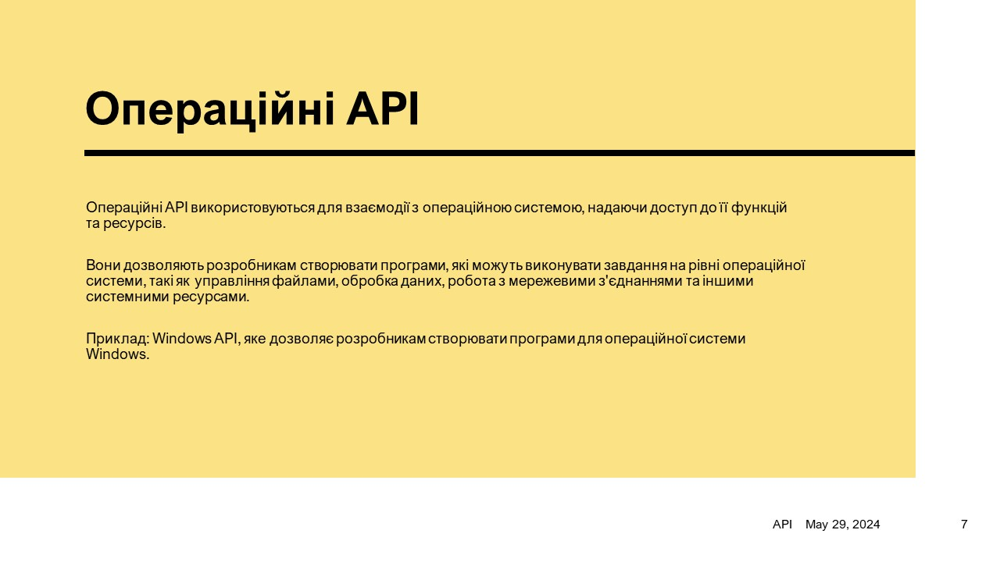 Операційні API
Операційні API використовуються для взаємодії з операційною системою, надаючи доступ до її функцій
та ресурсів.
Вони дозволяють розробникам створювати програми, які можуть виконувати завдання на рівні операційної
системи, такі як управління файлами, обробка даних, робота з мережевими з'єднаннями та іншими
системними ресурсами.
Приклад: Windows API, яке дозволяє розробникам створювати програми для операційної системи
Windows.
API May 29, 2024 7